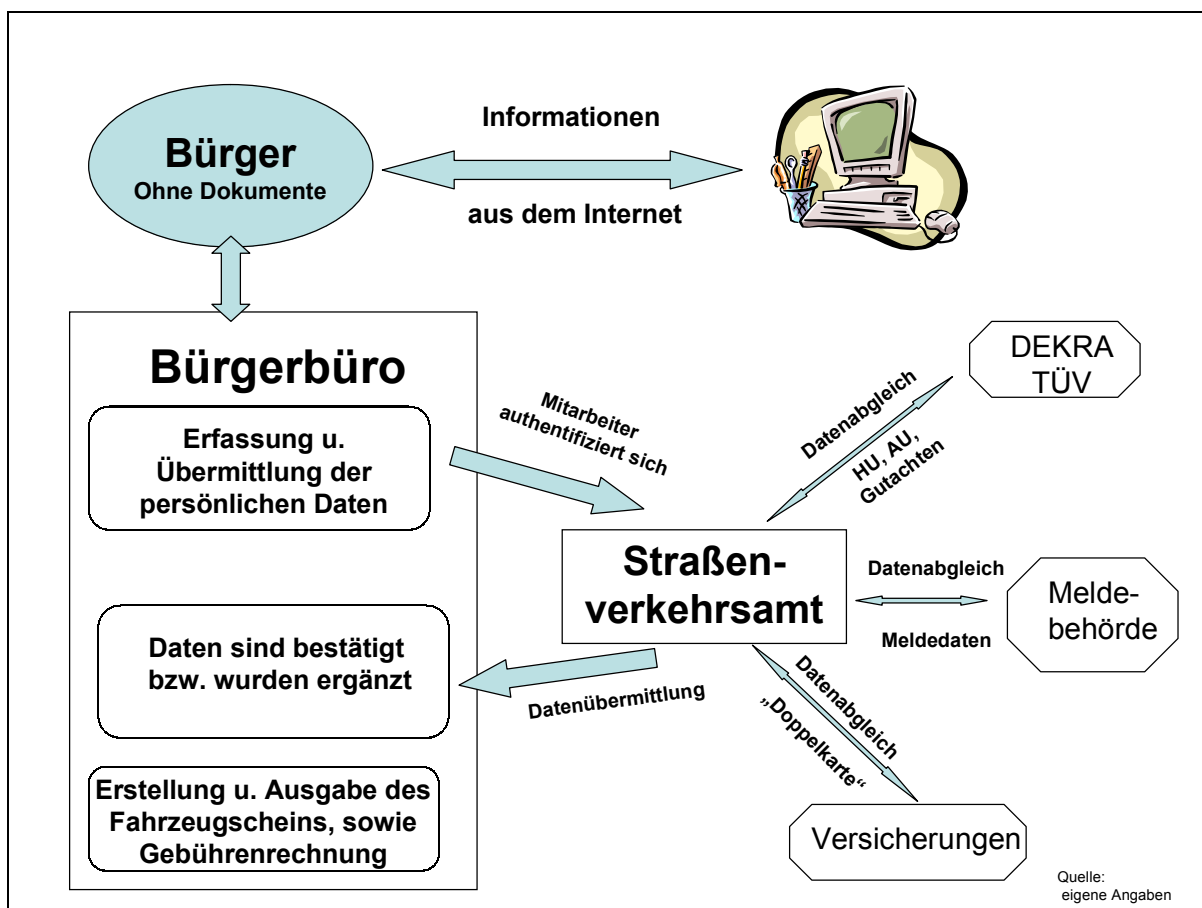 Bürger
Ohne Dokumente
Informationen
aus dem Internet
Bürgerbüro
Erfassung u.
Übermittlung der
persönlichen Daten
Mitarbeiter
authentifiziert sich
Daten sind bestätigt
bzw. wurden ergänzt
Datenübermittlung
Erstellung u. Ausgabe des
Fahrzeugscheins, sowie
Gebührenrechnung
Straßen-
verkehrsamt
Datenabgleich
HU, AU,
Gutachten
DEKRA
TÜV
Datenabgleich
Meldedaten
Melde-
behörde
Datenabgleich
„Doppelkarte“
Versicherungen
Quelle:
eigene Angaben